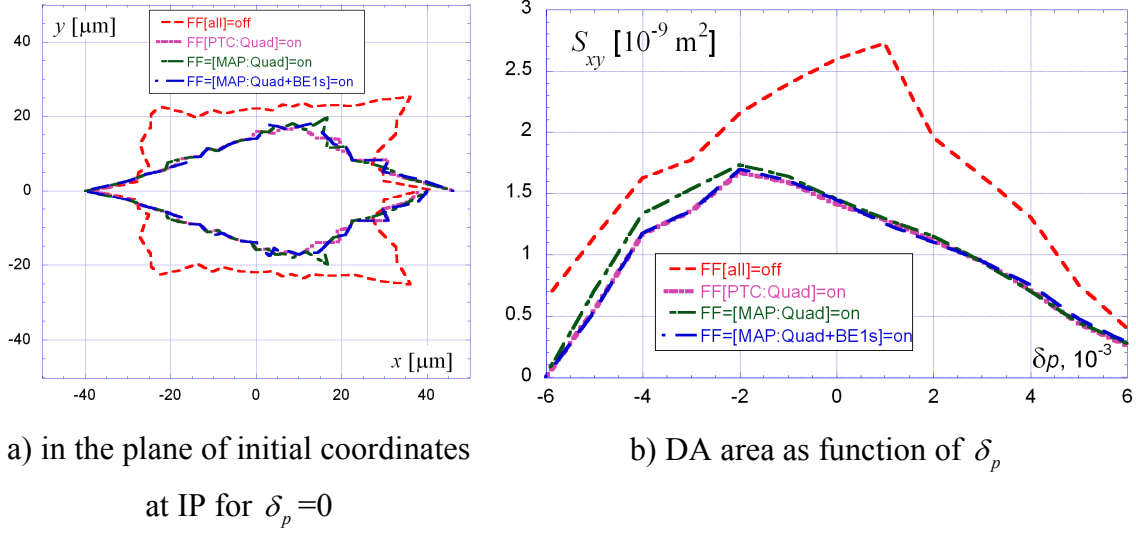 y [μm]
FF[all]=off
FF[PTC:Quad]=on
FF=[MAP:Quad]=on
FF=[MAP:Quad+BE1s]=on
40
20
0
-20
-40
x [μm]
-40
-20
0
20
40
a) in the plane of initial coordinates
at IP for δp =0
Sxy [10-9 m2]
3
2.5
2
1.5
1
0.5
0
FF[all]=off
FF[PTC:Quad]=on
FF=[MAP:Quad]=on
FF=[MAP:Quad+BE1s]=on
δp, 10-3
-6
-4
-2
0
2
4
6
b) DA area as function of δp